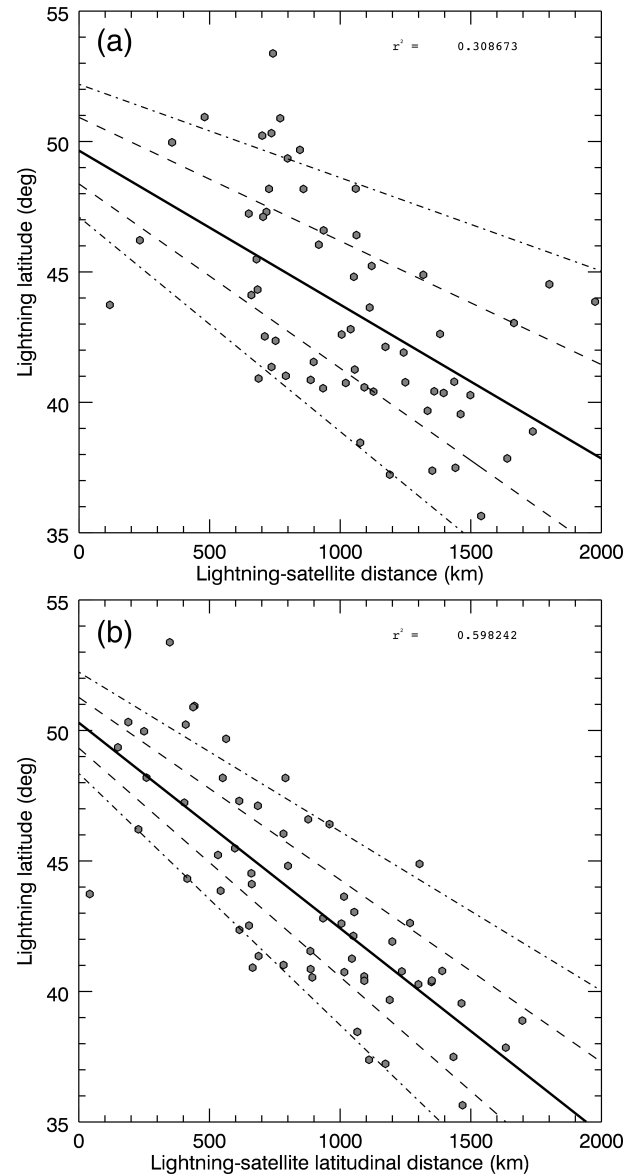 55
(a)
r² = 0.308673
50
45
40
35
Lightning latitude (deg)
0 500 1000 1500 2000
Lightning-satellite distance (km)
55
(b)
r² = 0.598242
50
45
40
35
Lightning latitude (deg)
0 500 1000 1500 2000
Lightning-satellite latitudinal distance (km)